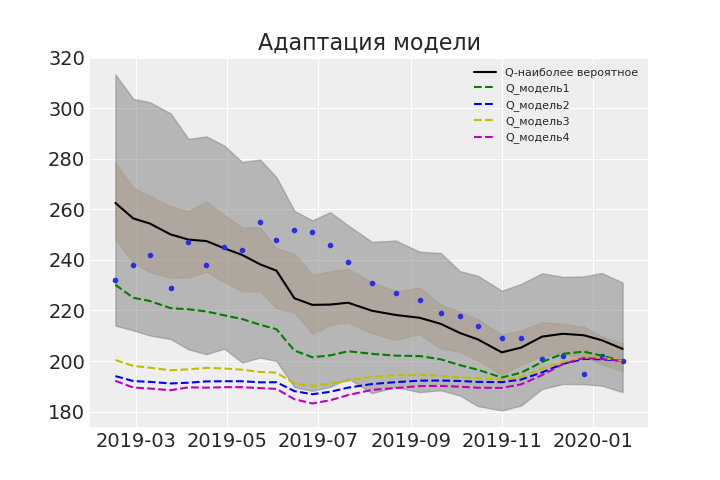 Адаптация модели
320
300
280
260
240
220
200
180
Q-наиболее вероятное
Q_модель1
Q_модель2
Q_модель3
Q_модель4
2019-03 2019-05 2019-07 2019-09 2019-11 2020-01